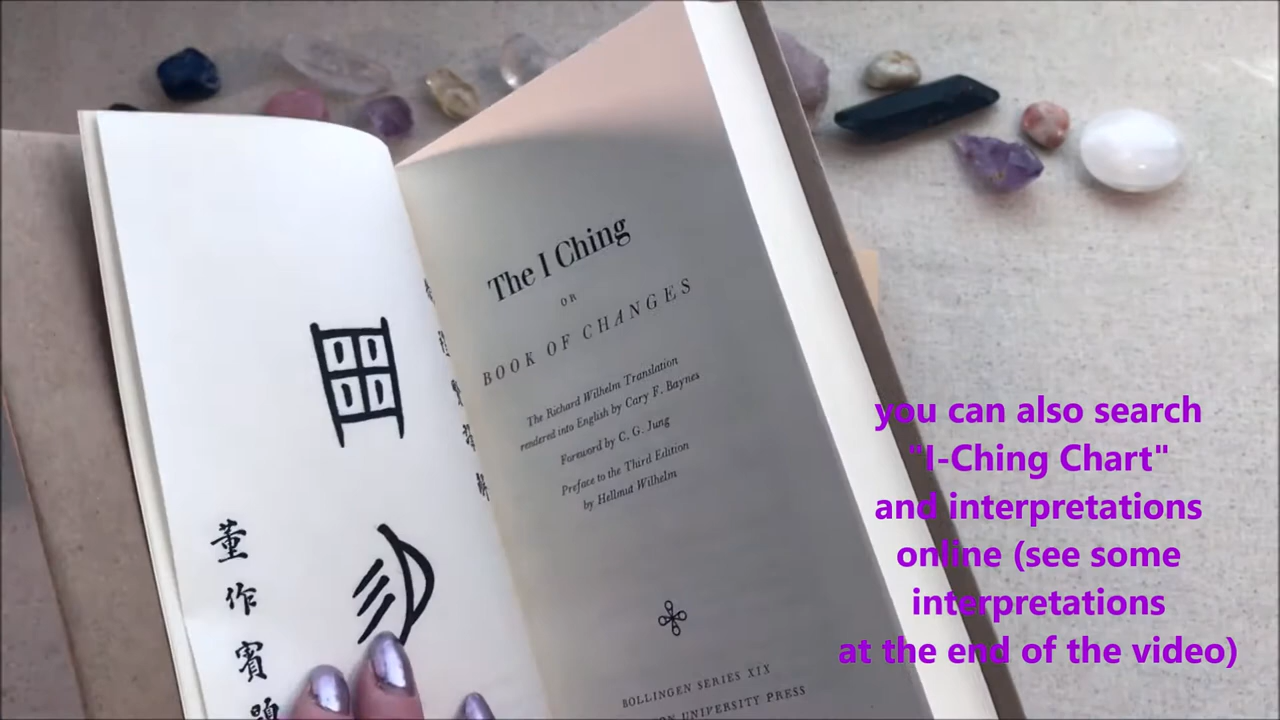 董
作
賓
The I Ching
OR
BOOK OF CHANGES
The Richard Wilhelm Translation
rendered into English by Cary F. Baynes
Foreword by C. G. Jung
Preface to the Third Edition
by Hellmut Wilhelm
BOLLINGEN SERIES XIX
UNIVERSITY PRESS
you can also search
"I-Ching Chart"
and interpretations
online (see some
interpretations
at the end of the video)